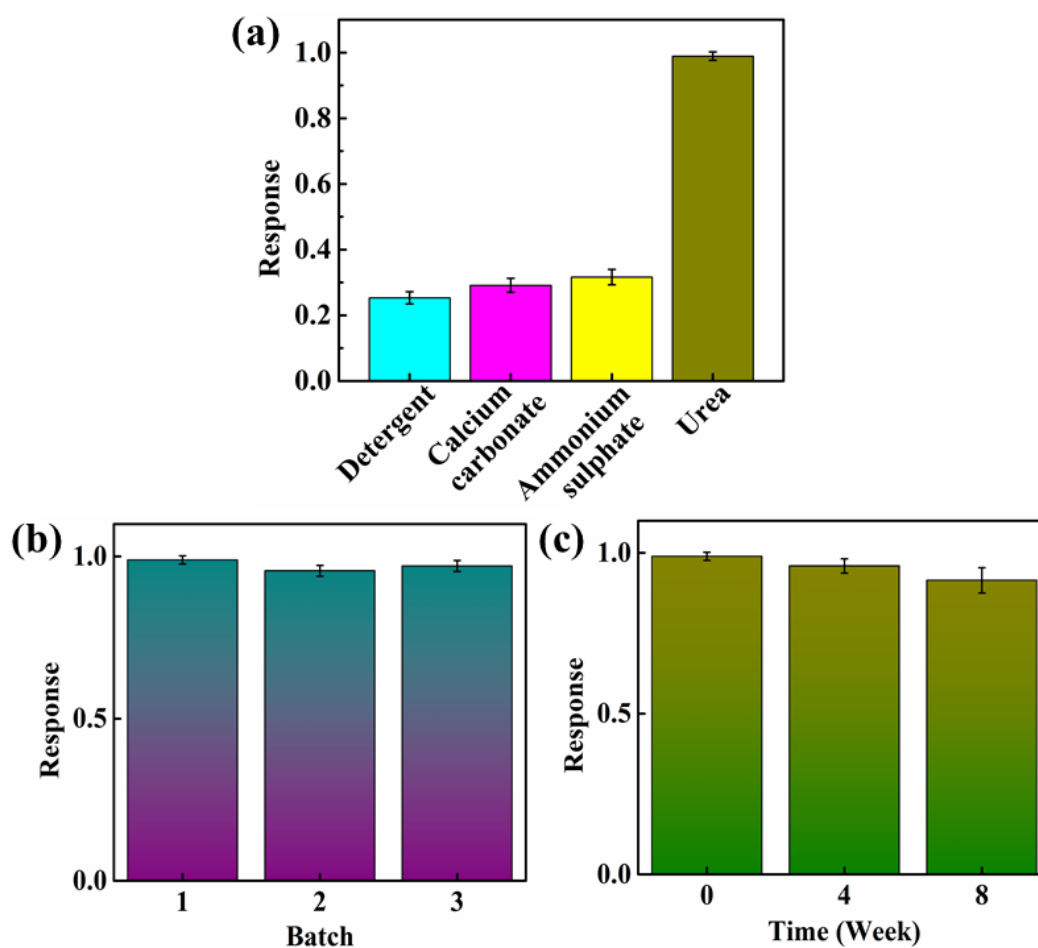 (a)
1.0
0.8
0.6
0.4
0.2
0.0
Response
Detergent
Calcium
carbonate
Ammonium
sulphate
Urea
(b)
1.0
0.5
0.0
Response
1 2 3
Batch
(c)
1.0
0.5
0.0
Response
0 4 8
Time (Week)